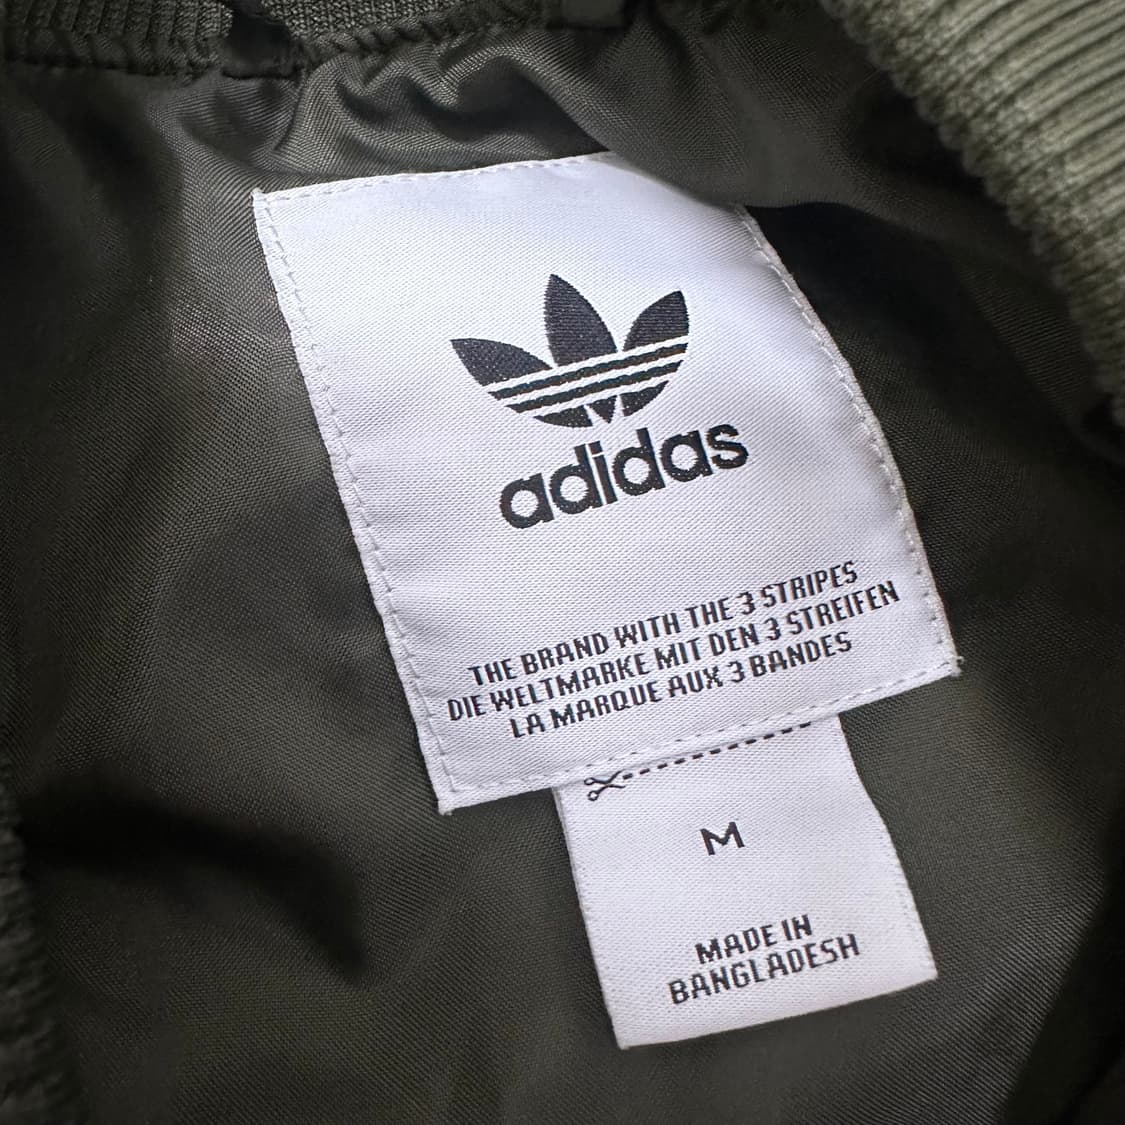 adidas
THE BRAND WITH THE 3 STRIPES
DIE WELTMARKE MIT DEN 3 STREIFEN
LA MARQUE AUX 3 BANDES
M
MADE IN
BANGLADESH